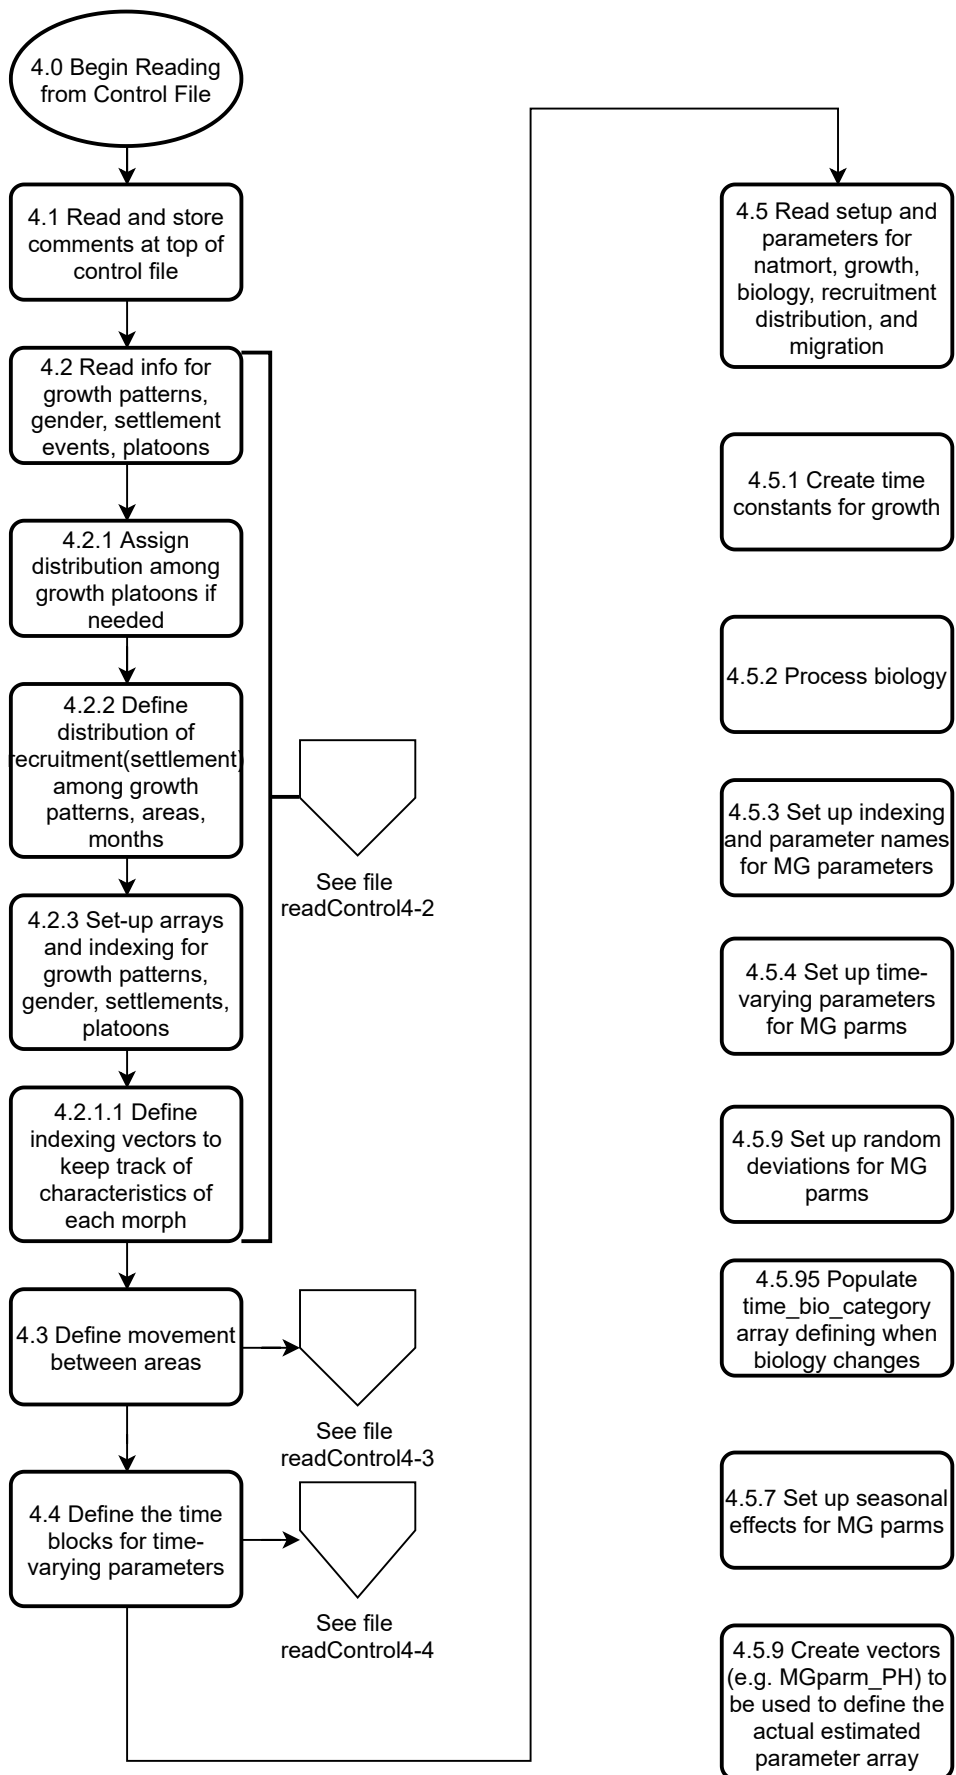 4.0 Begin Reading
from Control File
4.1 Read and store
comments at top of
control file
4.2 Read info for
growth patterns,
gender, settlement
events, platoons
4.2.1 Assign
distribution among
growth platoons if
needed
4.2.2 Define
distribution of
recruitment(settlement)
among growth
patterns, areas,
months
See file
readControl4-2
4.2.3 Set-up arrays
and indexing for
growth patterns,
gender, settlements,
platoons
4.2.1.1 Define
indexing vectors to
keep track of
characteristics of
each morph
4.3 Define movement
between areas
See file
readControl4-3
4.4 Define the time
blocks for time-
varying parameters
See file
readControl4-4
4.5 Read setup and
parameters for
natmort, growth,
biology, recruitment
distribution, and
migration
4.5.1 Create time
constants for growth
4.5.2 Process biology
4.5.3 Set up indexing
and parameter names
for MG parameters
4.5.4 Set up time-
varying parameters
for MG parms
4.5.9 Set up random
deviations for MG
parms
4.5.95 Populate
time_bio_category
array defining when
biology changes
4.5.7 Set up seasonal
effects for MG parms
4.5.9 Create vectors
(e.g. MGparm_PH) to
be used to define the
actual estimated
parameter array